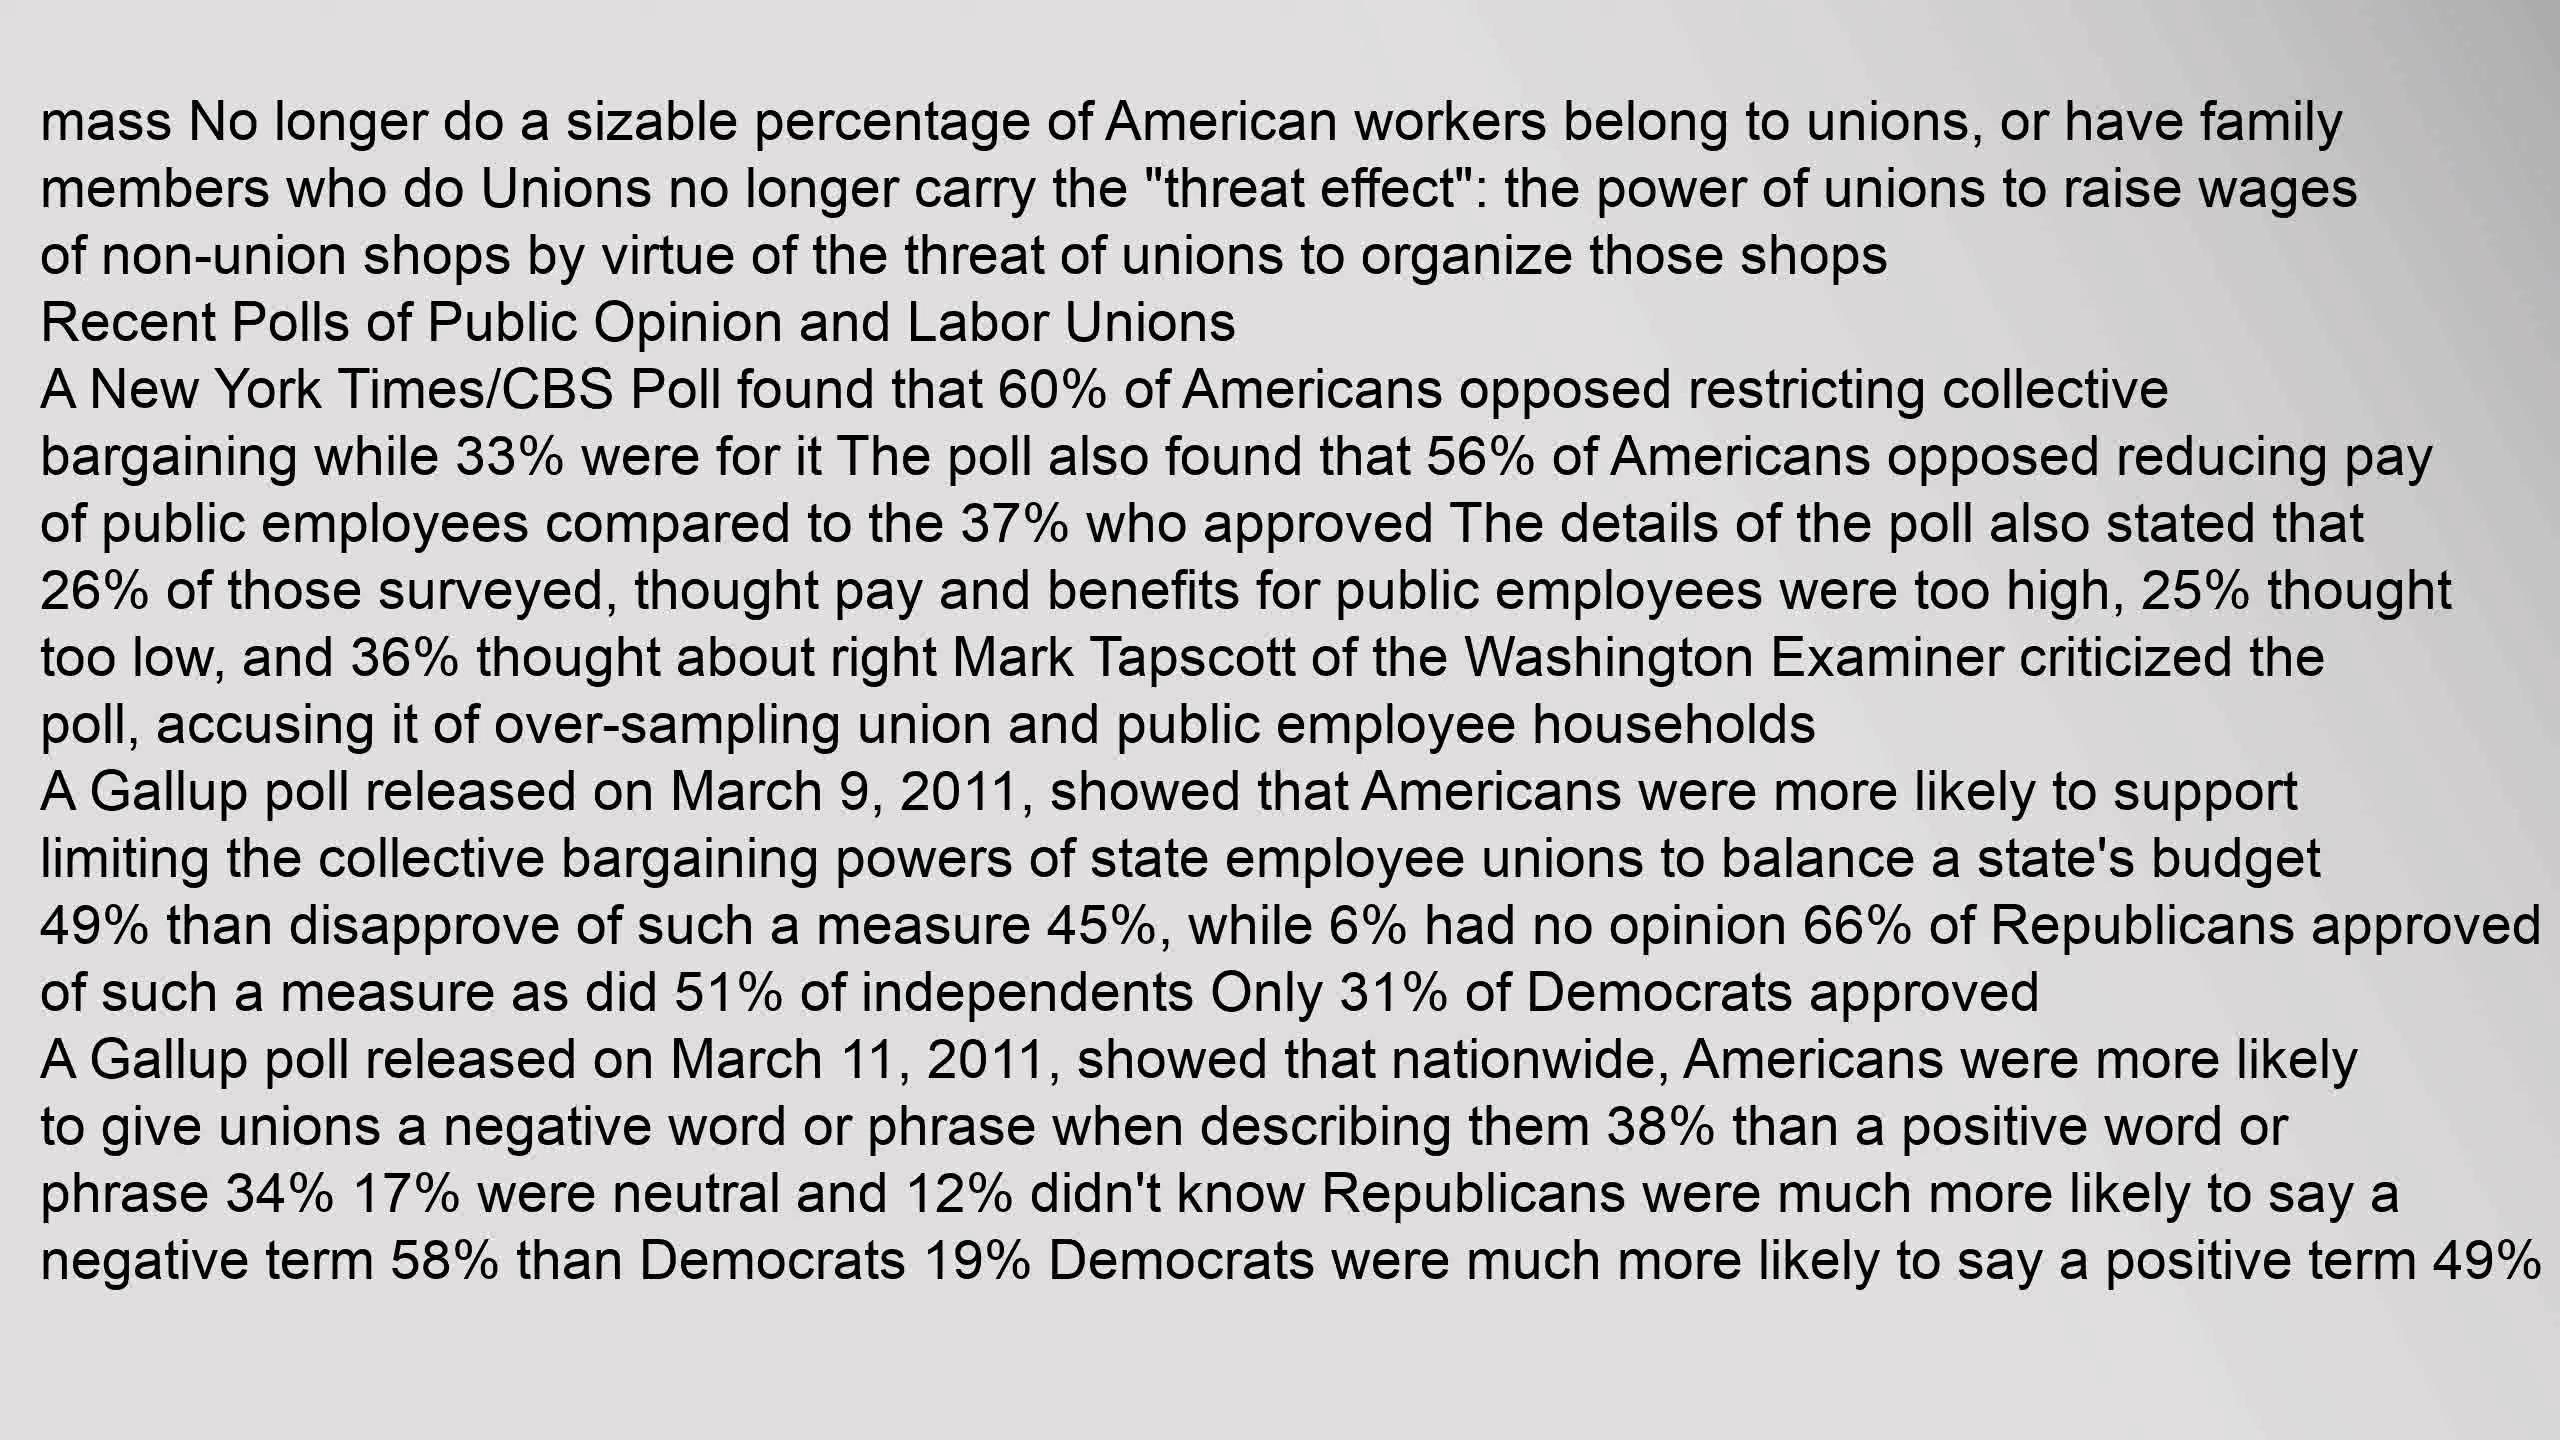 mass No longer do a sizable percentage of American workers belong to unions, or have family
members who do Unions no longer carry the "threat effect": the power of unions to raise wages
of non-union shops by virtue of the threat of unions to organize those shops
Recent Polls of Public Opinion and Labor Unions
A New York Times/CBS Poll found that 60% of Americans opposed restricting collective
bargaining while 33% were for it The poll also found that 56% of Americans opposed reducing pay
of public employees compared to the 37% who approved The details of the poll also stated that
26% of those surveyed, thought pay and benefits for public employees were too high, 25% thought
too low, and 36% thought about right Mark Tapscott of the Washington Examiner criticized the
poll, accusing it of over-sampling union and public employee households
A Gallup poll released on March 9, 2011, showed that Americans were more likely to support
limiting the collective bargaining powers of state employee unions to balance a state's budget
49% than disapprove of such a measure 45%, while 6% had no opinion 66% of Republicans approved
of such a measure as did 51% of independents Only 31% of Democrats approved
A Gallup poll released on March 11, 2011, showed that nationwide, Americans were more likely
to give unions a negative word or phrase when describing them 38% than a positive word or
phrase 34% 17% were neutral and 12% didn't know Republicans were much more likely to say a
negative term 58% than Democrats 19% Democrats were much more likely to say a positive term 49%